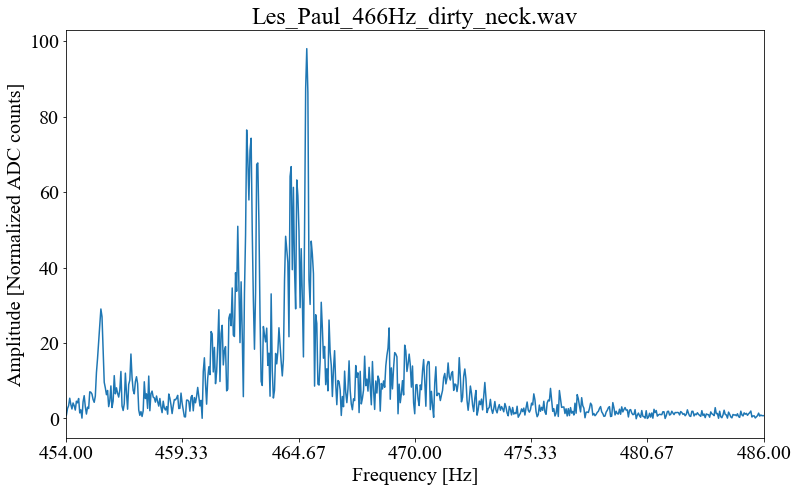 Les_Paul_466Hz_dirty_neck.wav
Amplitude [Normalized ADC counts]
100
80
60
40
20
0
454.00 459.33 464.67 470.00 475.33 480.67 486.00
Frequency [Hz]